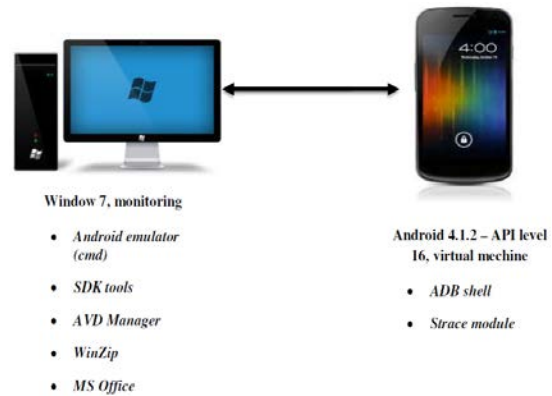 4:00
Window 7, monitoring
• Android emulator
(cmd)
• SDK tools
• AVD Manager
• WinZip
• MS Office
Android 4.1.2 – API level
16, virtual mechine
• ADB shell
• Strace module